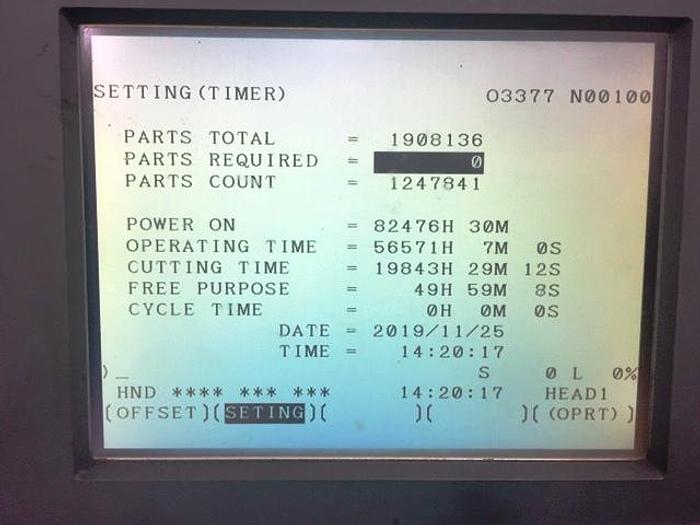 SETTING(TIMER) O3377 N00100
PARTS TOTAL = 1908136
PARTS REQUIRED = 0
PARTS COUNT = 1247841
POWER ON = 82476H 30M
OPERATING TIME = 56571H 7M 0S
CUTTING TIME = 19843H 29M 12S
FREE PURPOSE = 49H 59M 8S
CYCLE TIME = 0H 0M 0S
DATE = 2019/11/25
TIME = 14:20:17
)_ S 0 L 0%
HND **** *** *** 14:20:17 HEAD1
(OFFSET)(SETING)( )( )( (OPRT) )